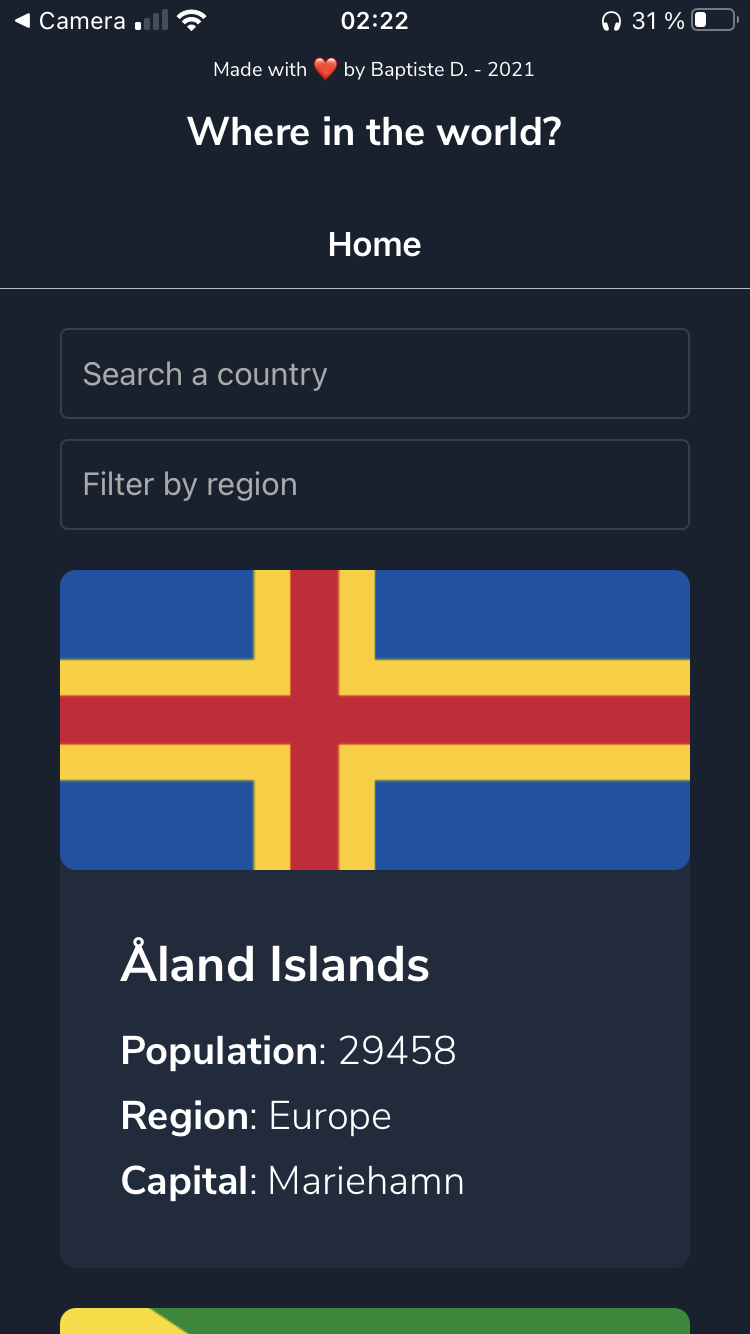 Camera 02:22 31 %
Made with ❤️ by Baptiste D. - 2021
Where in the world?
Home
Search a country
Filter by region
Åland Islands
Population: 29458
Region: Europe
Capital: Mariehamn